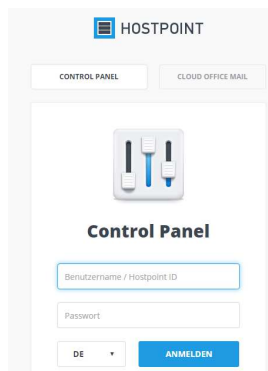 HOSTPOINT
CONTROL PANEL
CLOUD OFFICE MAIL
Control Panel
Benutzername / Hostpoint ID
Passwort
DE
ANMELDEN